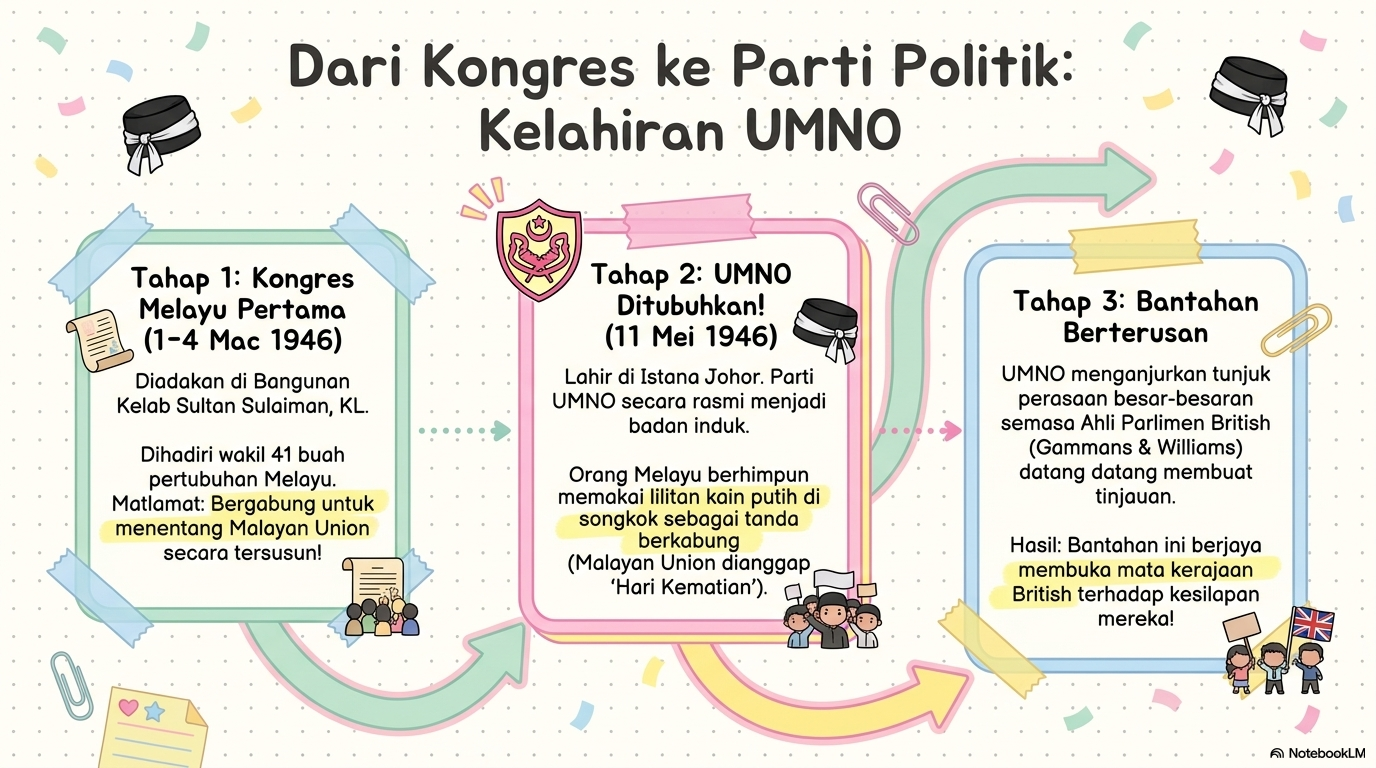 Dari Kongres ke Parti Politik:
Kelahiran UMNO
Tahap 1: Kongres
Melayu Pertama
(1-4 Mac 1946)
Diadakan di Bangunan
Kelab Sultan Sulaiman, KL.
Dihadiri wakil 41 buah
pertubuhan Melayu.
Matlamat: Bergabung untuk
menentang Malayan Union
secara tersusun!
Tahap 2: UMNO
Ditubuhkan!
(11 Mei 1946)
Lahir di Istana Johor. Parti
UMNO secara rasmi menjadi
badan induk.
Orang Melayu berhimpun
memakai lilitan kain putih di
songkok sebagai tanda
berkabung
(Malayan Union dianggap
‘Hari Kematian’).
Tahap 3: Bantahan
Berterusan
UMNO menganjurkan tunjuk
perasaan besar-besaran
semasa Ahli Parlimen British
(Gammans & Williams)
datang datang membuat
tinjauan.
Hasil: Bantahan ini berjaya
membuka mata kerajaan
British terhadap kesilapan
mereka!
NotebookLM